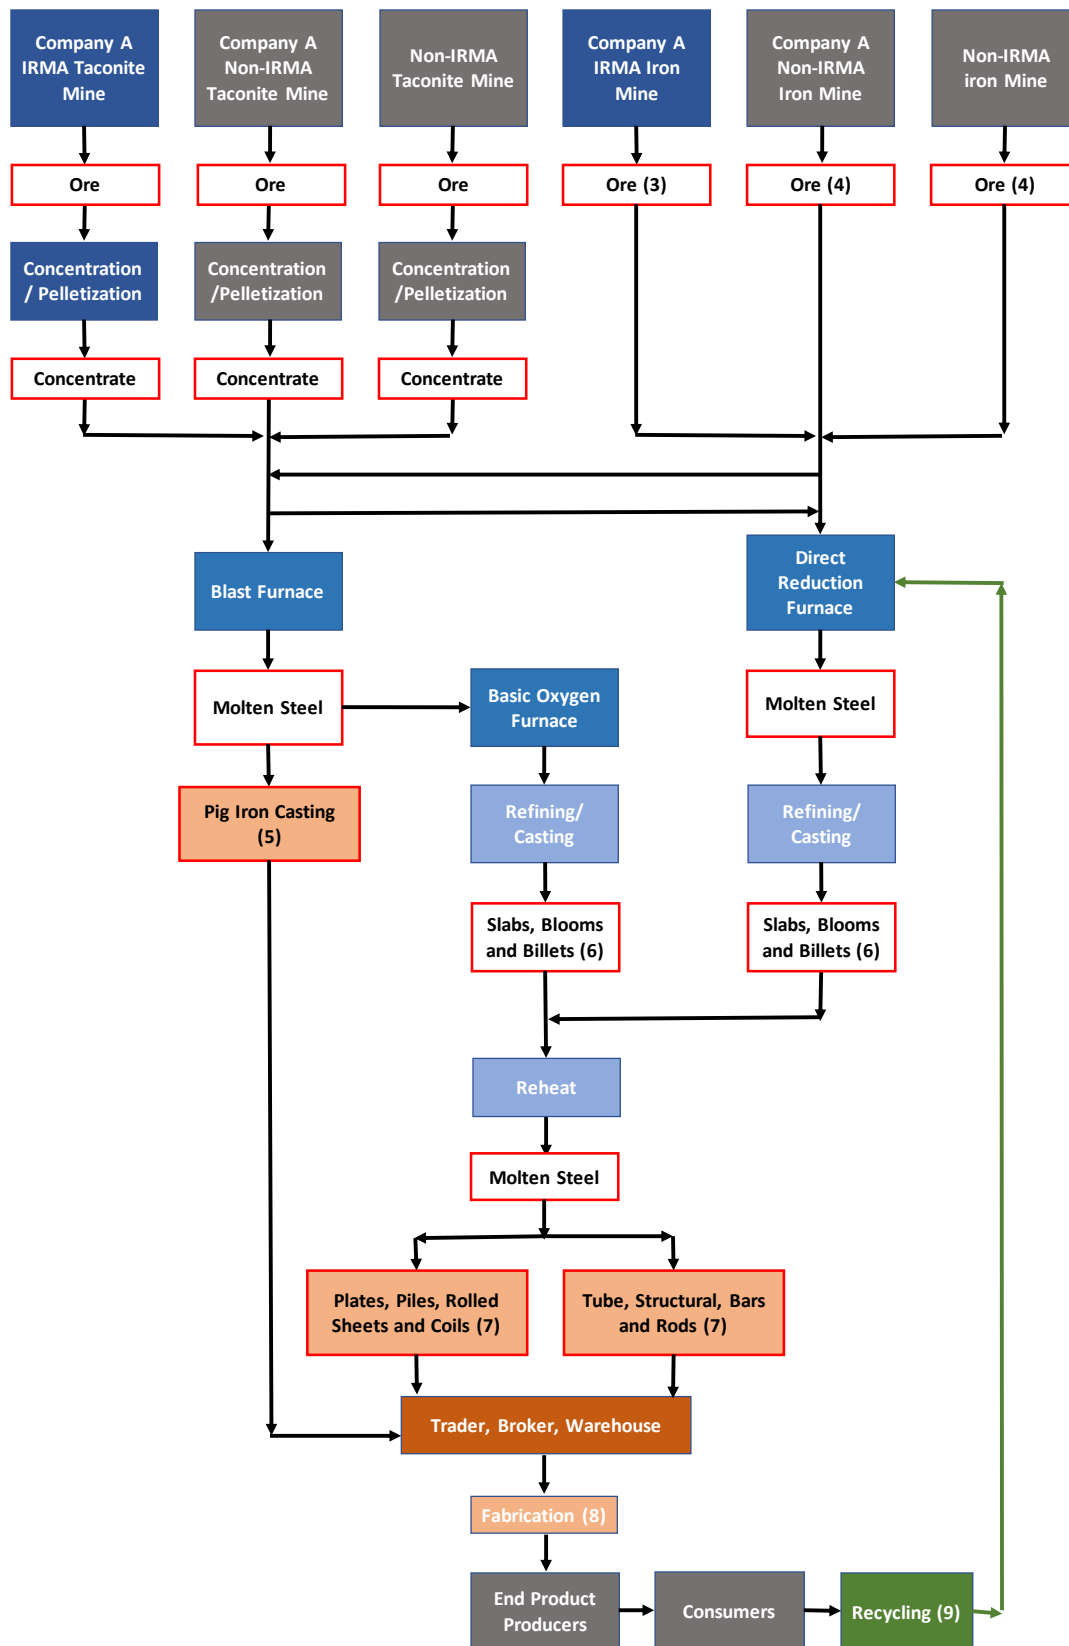 Company A
IRMA Taconite
Mine
Company A
Non-IRMA
Taconite Mine
Non-IRMA
Taconite Mine
Company A
IRMA Iron
Mine
Company A
Non-IRMA
Iron Mine
Non-IRMA
iron Mine
Ore
Ore
Ore
Ore (3)
Ore (4)
Ore (4)
Concentration
/ Pelletization
Concentration
/Pelletization
Concentration
/Pelletization
Concentrate
Concentrate
Concentrate
Blast Furnace
Direct
Reduction
Furnace
Molten Steel
Basic Oxygen
Furnace
Molten Steel
Pig Iron Casting
(5)
Refining/
Casting
Refining/
Casting
Slabs, Blooms
and Billets (6)
Slabs, Blooms
and Billets (6)
Reheat
Molten Steel
Plates, Piles, Rolled
Sheets and Coils (7)
Tube, Structural, Bars
and Rods (7)
Trader, Broker, Warehouse
Fabrication (8)
End Product
Producers
Consumers
Recycling (9)